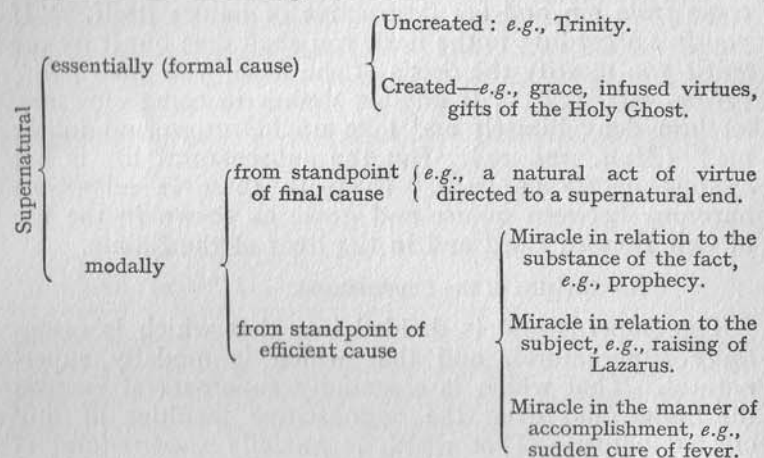 Supernatural
essentially (formal cause)
Uncreated : e.g., Trinity.
Created—e.g., grace, infused virtues,
gifts of the Holy Ghost.
modally
from standpoint
of final cause
e.g., a natural act of virtue
directed to a supernatural end.
from standpoint of
efficient cause
Miracle in relation to the
substance of the fact,
e.g., prophecy.
Miracle in relation to the
subject, e.g., raising of
Lazarus.
Miracle in the manner of
accomplishment, e.g.,
sudden cure of fever.